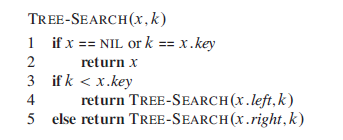 TREE-SEARCH(x, k)
1 if x == NIL or k == x.key
2 return x
3 if k < x.key
4 return TREE-SEARCH(x.left, k)
5 else return TREE-SEARCH(x.right, k)